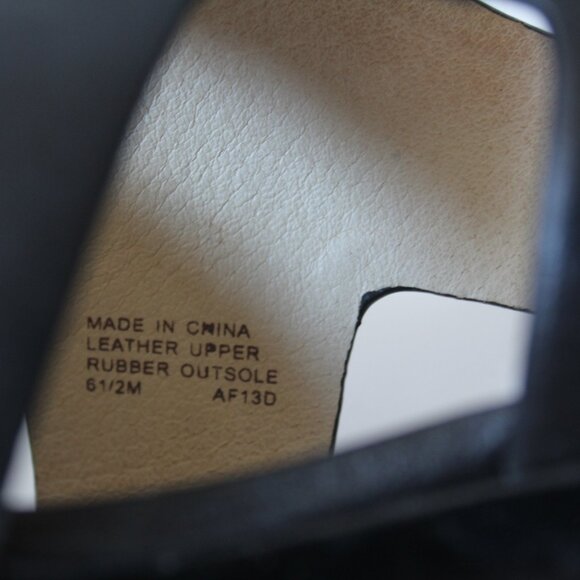 MADE IN CHINA
LEATHER UPPER
RUBBER OUTSOLE
61/2M AF13D